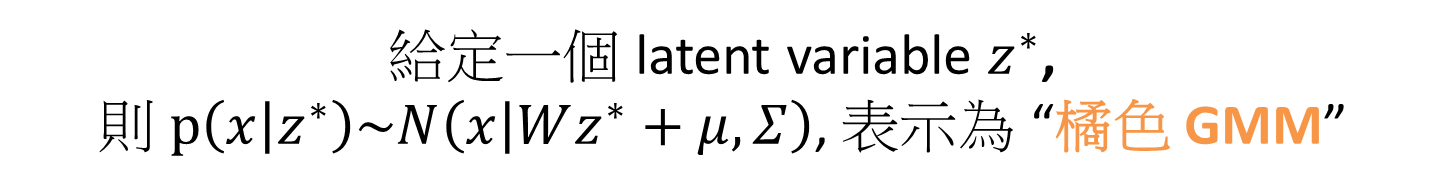 給定一個 latent variable 𝑧*,
則 p(𝑥|𝑧*)~𝑁(𝑥|𝑊𝑧* + 𝜇, 𝛴), 表示為 “橘色 GMM”